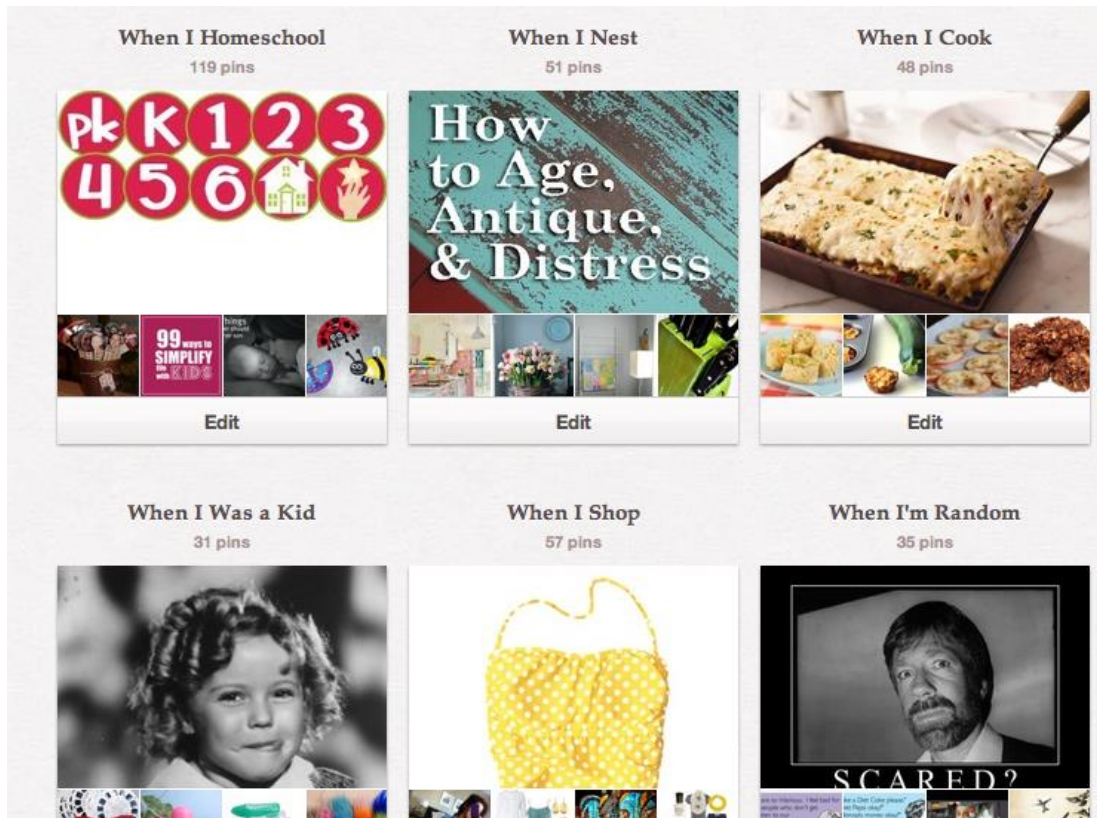 When I Homeschool
119 pins
pk K 1 2 3
4 5 6
99 ways to
SIMPLIFY
life
with KIDS
things
should
Edit
When I Nest
51 pins
How
to Age,
Antique,
& Distress
Edit
When I Cook
48 pins
Edit
When I Was a Kid
31 pins
When I Shop
57 pins
When I'm Random
35 pins
SCARED?